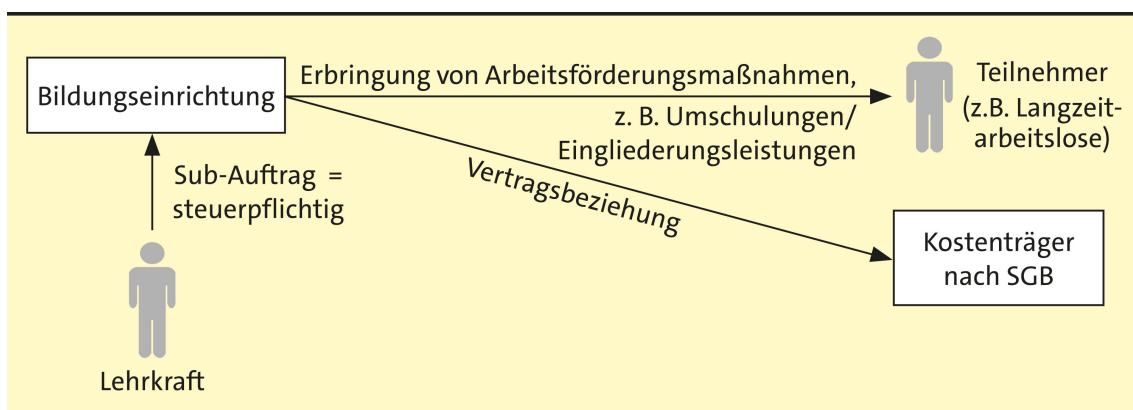 Bildungseinrichtung
Erbringung von Arbeitsförderungsmaßnahmen,
z. B. Umschulungen/
Eingliederungsleistungen
Teilnehmer
(z.B. Langzeit-
arbeitslose)
Sub-Auftrag =
steuerpflichtig
Vertragsbeziehung
Kostenträger
nach SGB
Lehrkraft